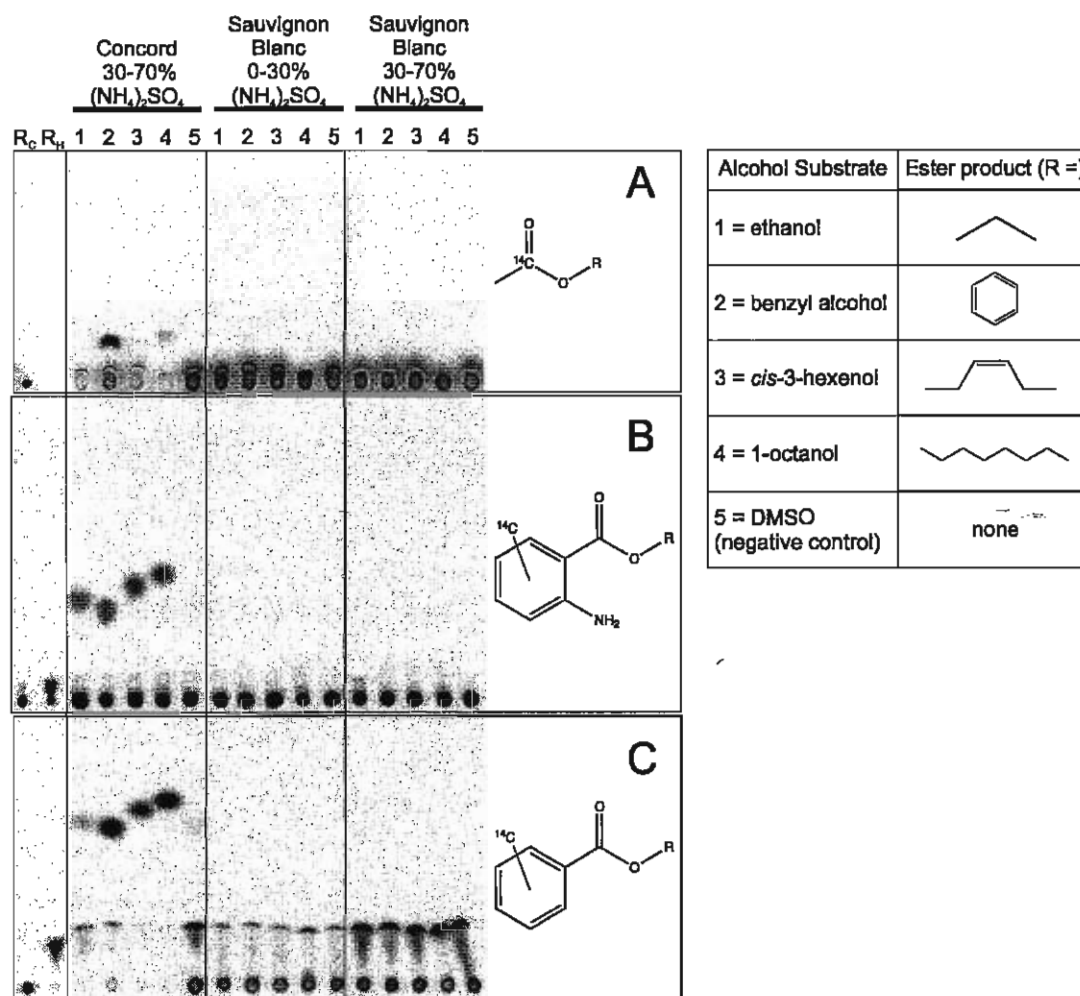 Concord
30-70%
(NH₄)₂SO₄
Sauvignon
Blanc
0-30%
(NH₄)₂SO₄
Sauvignon
Blanc
30-70%
(NH₄)₂SO₄
R_C R_H 1 2 3 4 5 1 2 3 4 5 1 2 3 4 5
A
O
¹⁴C
O
R
B
O
¹⁴C
O
R
NH₂
C
O
¹⁴C
O
R
Alcohol Substrate Ester product (R =)
1 = ethanol
2 = benzyl alcohol
3 = cis-3-hexenol
4 = 1-octanol
5 = DMSO none
(negative control)